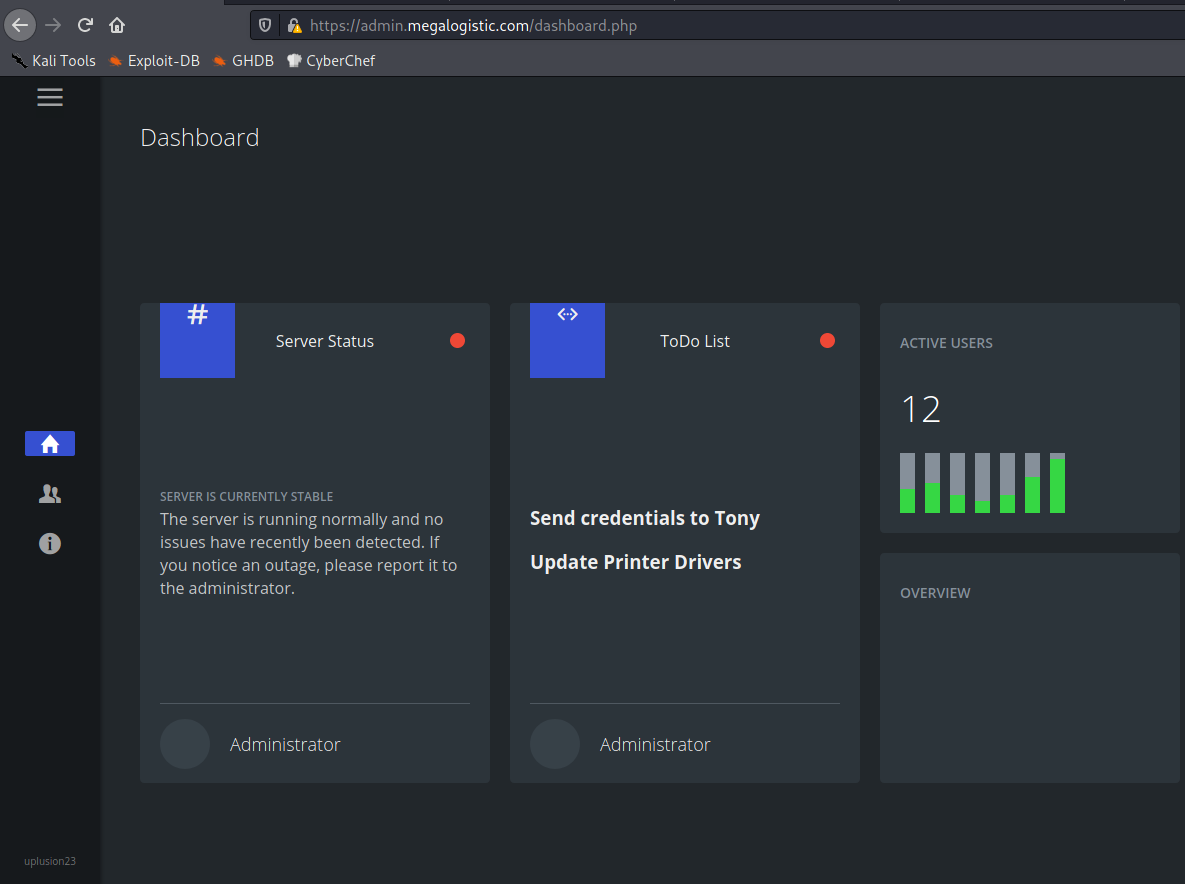 https://admin.megalogistic.com/dashboard.php
Kali Tools
Exploit-DB
GHDB
CyberChef
Dashboard
#
Server Status
SERVER IS CURRENTLY STABLE
The server is running normally and no
issues have recently been detected. If
you notice an outage, please report it to
the administrator.
Administrator
ToDo List
Send credentials to Tony
Update Printer Drivers
Administrator
ACTIVE USERS
12
OVERVIEW
uplusion23